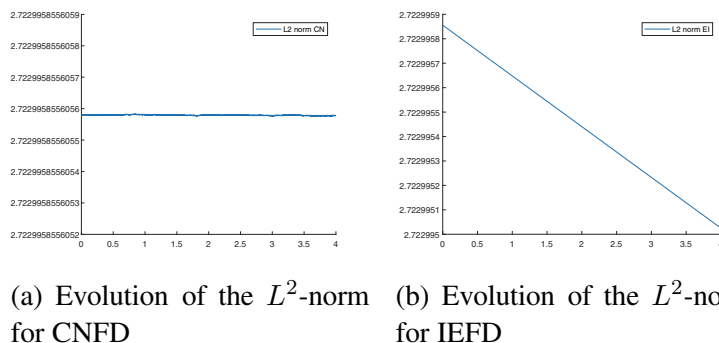 2.7229958556059
2.7229958556058
2.7229958556057
2.7229958556056
2.7229958556055
2.7229958556054
2.7229958556053
2.7229958556052
0 0.5 1 1.5 2 2.5 3 3.5 4
L2 norm CN
2.7229959
2.7229958
2.7229957
2.7229956
2.7229955
2.7229954
2.7229953
2.7229952
2.7229951
2.722995
0 0.5 1 1.5 2 2.5 3 3.5
L2 norm EI
(a) Evolution of the L²-norm
for CNFD
(b) Evolution of the L²-no
for IEFD